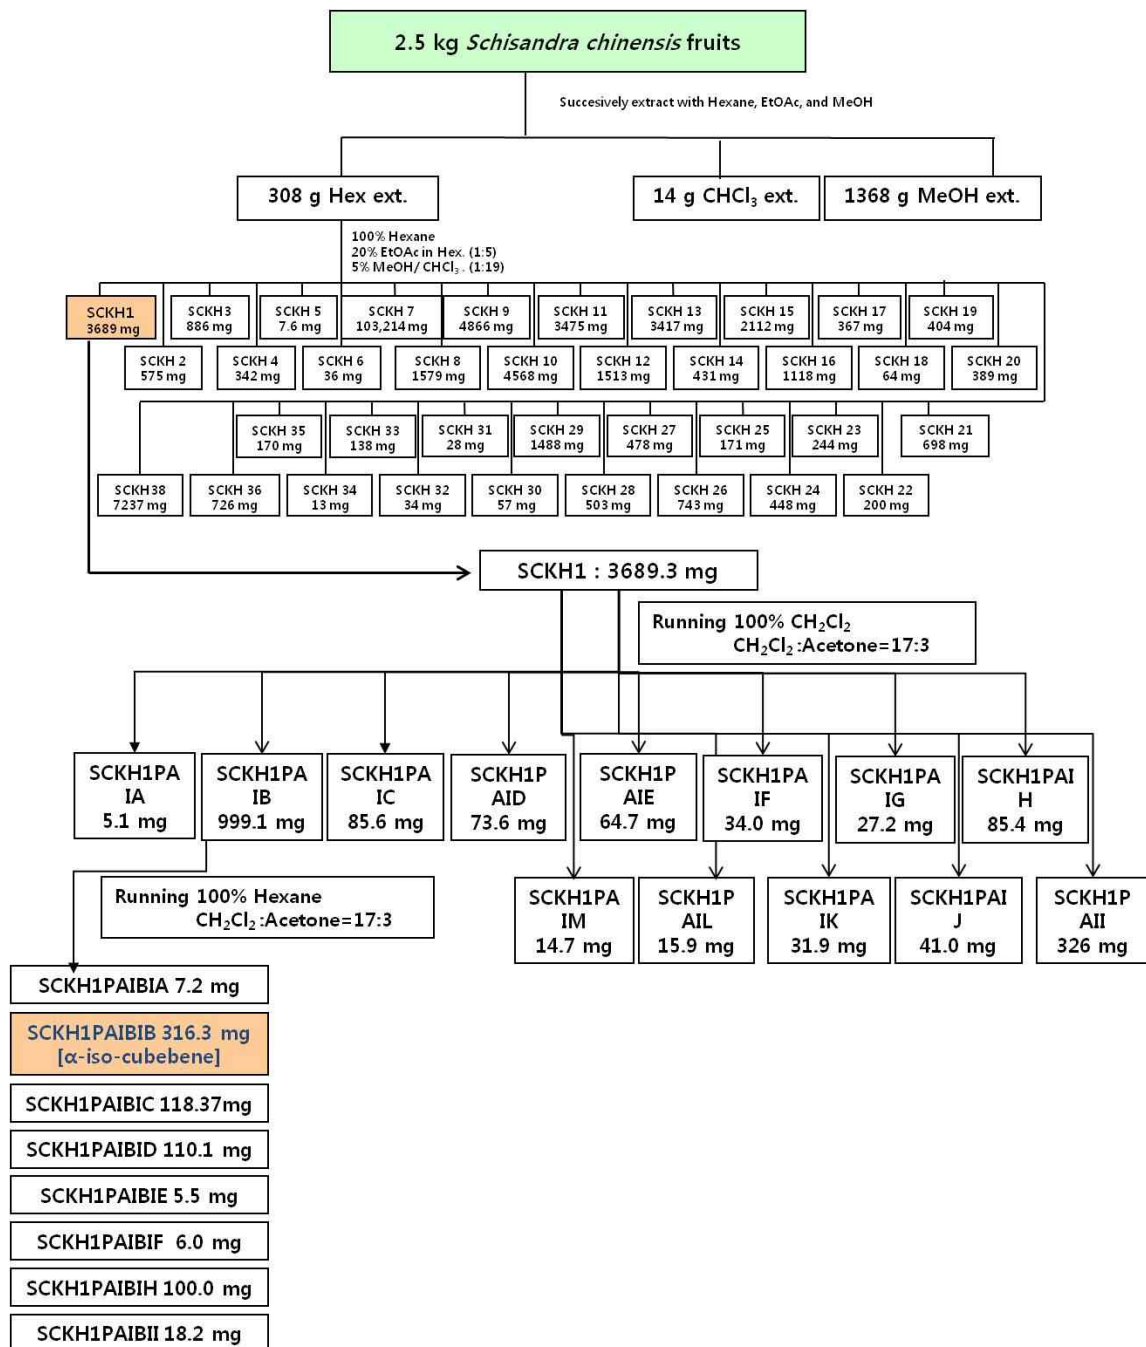 2.5 kg Schisandra chinensis fruits
Succesively extract with Hexane, EtOAc, and MeOH
308 g Hex ext.
14 g CHCl₃ ext.
1368 g MeOH ext.
100% Hexane
20% EtOAc in Hex. (1:5)
5% MeOH/ CHCl₃ . (1:19)
SCKH1
3689 mg
SCKH3
886 mg
SCKH 5
7.6 mg
SCKH 7
103,214 mg
SCKH 9
4866 mg
SCKH 11
3475 mg
SCKH 13
3417 mg
SCKH 15
2112 mg
SCKH 17
367 mg
SCKH 19
404 mg
SCKH 2
575 mg
SCKH 4
342 mg
SCKH 6
36 mg
SCKH 8
1579 mg
SCKH 10
4568 mg
SCKH 12
1513 mg
SCKH 14
431 mg
SCKH 16
1118 mg
SCKH 18
64 mg
SCKH 20
389 mg
SCKH 35
170 mg
SCKH 33
138 mg
SCKH 31
28 mg
SCKH 29
1488 mg
SCKH 27
478 mg
SCKH 25
171 mg
SCKH 23
244 mg
SCKH 21
698 mg
SCKH38
7237 mg
SCKH 36
726 mg
SCKH 34
13 mg
SCKH 32
34 mg
SCKH 30
57 mg
SCKH 28
503 mg
SCKH 26
743 mg
SCKH 24
448 mg
SCKH 22
200 mg
SCKH1 : 3689.3 mg
Running 100% CH₂Cl₂
CH₂Cl₂:Acetone=17:3
SCKH1PA
IA
5.1 mg
SCKH1PA
IB
999.1 mg
SCKH1PA
IC
85.6 mg
SCKH1P
AID
73.6 mg
SCKH1P
AIE
64.7 mg
SCKH1PA
IF
34.0 mg
SCKH1PA
IG
27.2 mg
SCKH1PAI
H
85.4 mg
SCKH1PA
IM
14.7 mg
SCKH1P
AIL
15.9 mg
SCKH1PA
IK
31.9 mg
SCKH1PAI
J
41.0 mg
SCKH1P
AII
326 mg
Running 100% Hexane
CH₂Cl₂:Acetone=17:3
SCKH1PAIBIA 7.2 mg
SCKH1PAIBIB 316.3 mg
[α-iso-cubebene]
SCKH1PAIBIC 118.37mg
SCKH1PAIBID 110.1 mg
SCKH1PAIBIE 5.5 mg
SCKH1PAIBIF 6.0 mg
SCKH1PAIBIH 100.0 mg
SCKH1PAIBII 18.2 mg